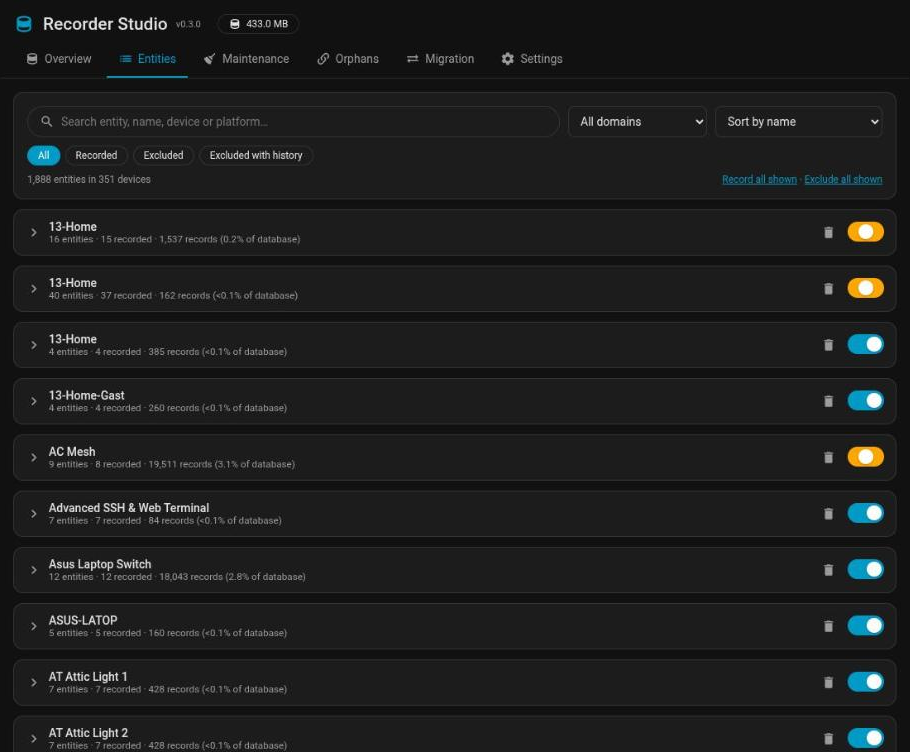 Recorder Studio v0.3.0 433.0 MB
Overview Entities Maintenance Orphans Migration Settings
Search entity, name, device or platform... All domains Sort by name
All Recorded Excluded Excluded with history
1,888 entities in 351 devices Record all shown · Exclude all shown
13-Home
16 entities · 15 recorded · 1,537 records (0.2% of database)
13-Home
40 entities · 37 recorded · 162 records (<0.1% of database)
13-Home
4 entities · 4 recorded · 385 records (<0.1% of database)
13-Home-Gast
4 entities · 4 recorded · 260 records (<0.1% of database)
AC Mesh
9 entities · 8 recorded · 19,511 records (3.1% of database)
Advanced SSH & Web Terminal
7 entities · 7 recorded · 84 records (<0.1% of database)
Asus Laptop Switch
12 entities · 12 recorded · 18,043 records (2.8% of database)
ASUS-LATOP
5 entities · 5 recorded · 160 records (<0.1% of database)
AT Attic Light 1
7 entities · 7 recorded · 428 records (<0.1% of database)
AT Attic Light 2
7 entities · 7 recorded · 428 records (<0.1% of database)